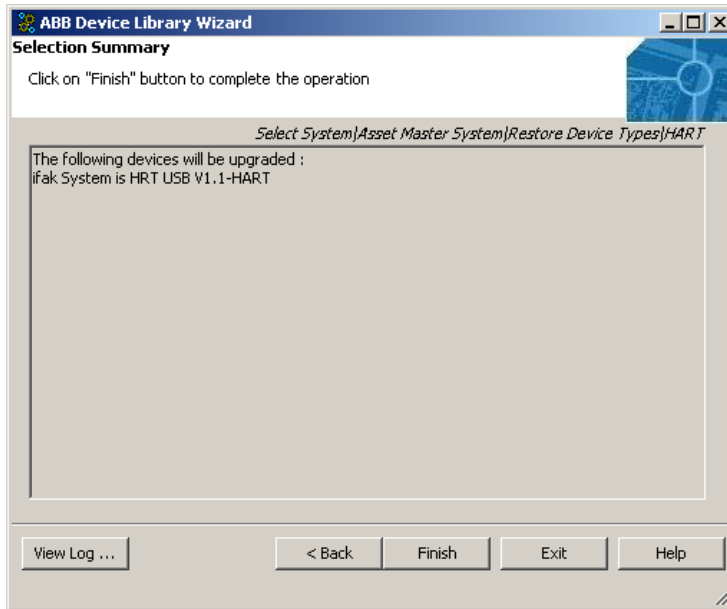 ABB Device Library Wizard
Selection Summary
Click on "Finish" button to complete the operation
Select System|Asset Master System|Restore Device Types|HART
The following devices will be upgraded :
ifak System is HRT USB V1.1-HART
View Log ...
< Back
Finish
Exit
Help